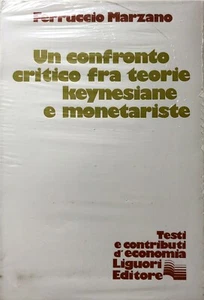 Ferruccio Marzano
Un confronto
critico fra teorie
keynesiane
e monetariste
Testi
e contributi
d'economia
Liguori
Editore